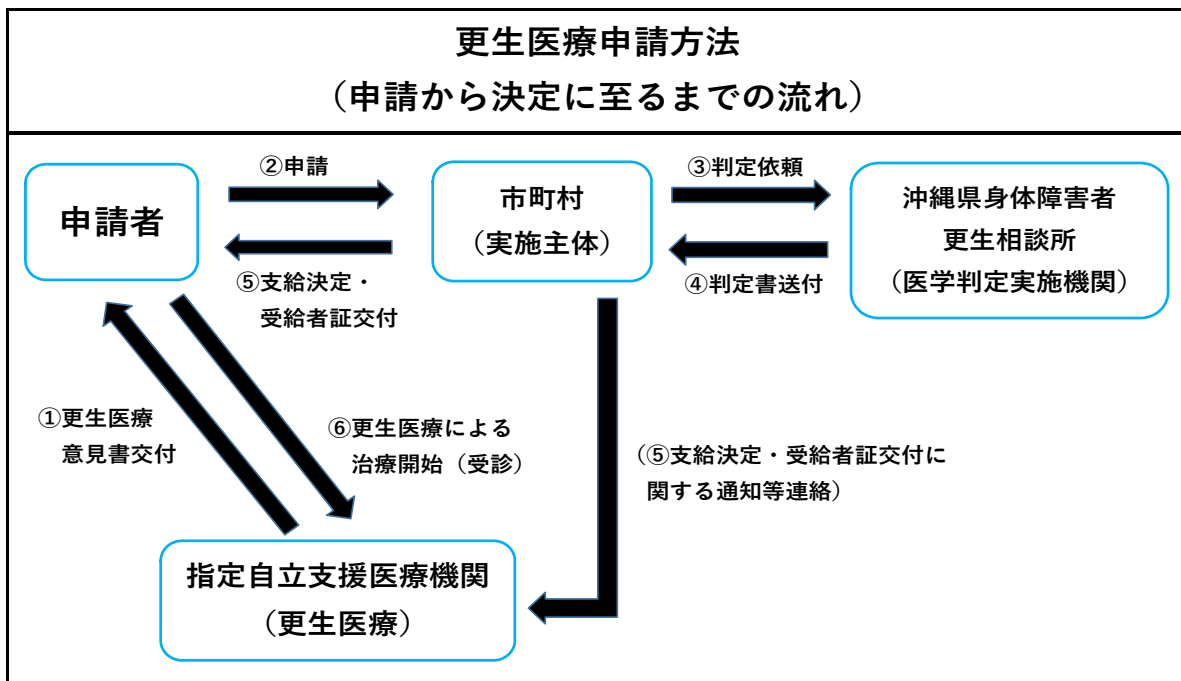 更生医療申請方法
（申請から決定に至るまでの流れ）
②申請
③判定依頼
申請者
市町村
（実施主体）
沖縄県身体障害者
更生相談所
（医学判定実施機関）
⑤支給決定・
受給者証交付
④判定書送付
①更生医療
意見書交付
⑥更生医療による
治療開始（受診）
（⑤支給決定・受給者証交付に
関する通知等連絡）
指定自立支援医療機関
（更生医療）